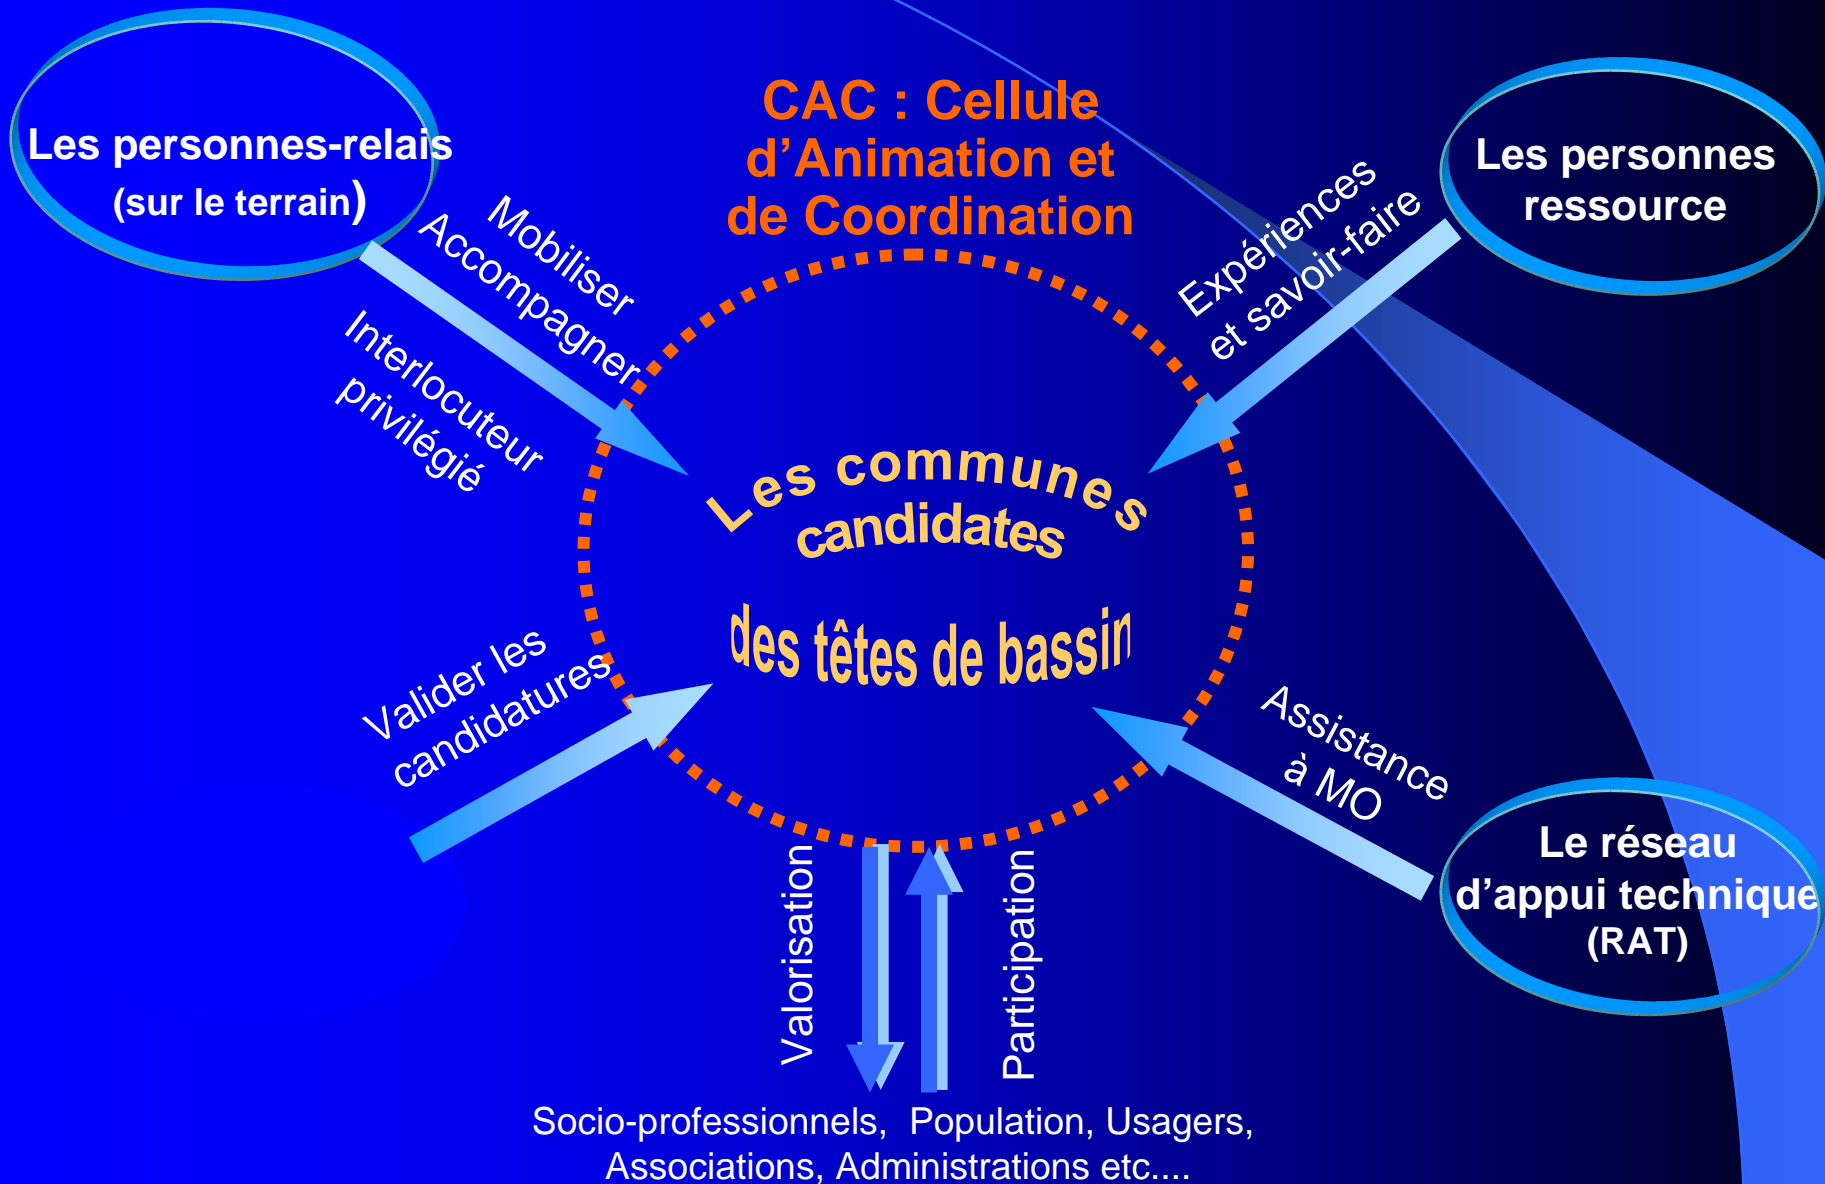 Les personnes-relais
(sur le terrain)
CAC : Cellule
d’Animation et
de Coordination
Les personnes
ressource
Mobiliser
Accompagner
Interlocuteur
privilégié
Expériences
et savoir-faire
Les communes
candidates
des têtes de bassin
Valider les
candidatures
Assistance
à MO
Le réseau
d’appui technique
(RAT)
Valorisation
Participation
Socio-professionnels, Population, Usagers,
Associations, Administrations etc....